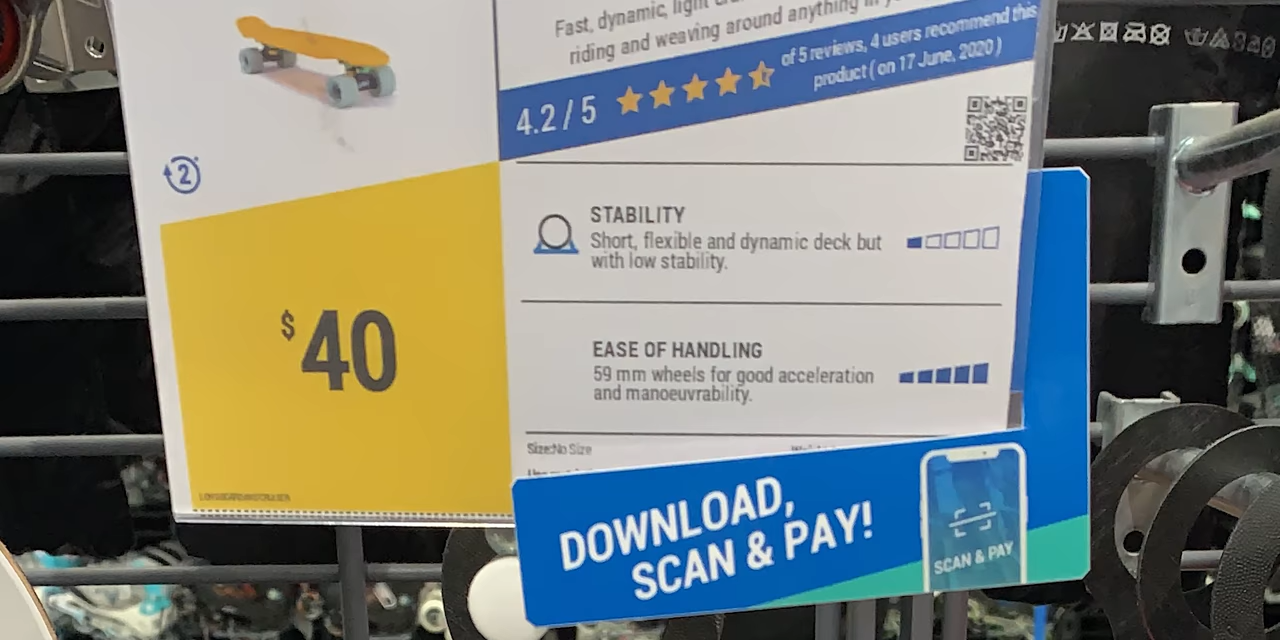 Fast, dynamic, light
riding and weaving around anything in
4.2 / 5
of 5 reviews, 4 users recommend this
product ( on 17 June, 2020 )
2
$40
STABILITY
Short, flexible and dynamic deck but
with low stability.
EASE OF HANDLING
59 mm wheels for good acceleration
and manoeuvrability.
Size:No Size
DOWNLOAD,
SCAN & PAY!
SCAN & PAY